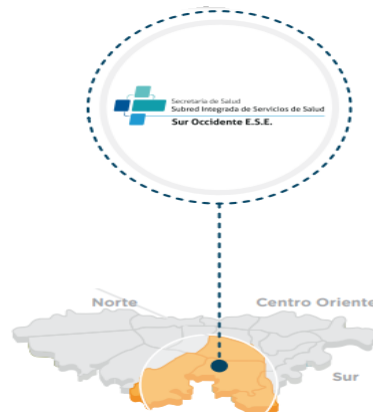 Secretaría de Salud
Subred Integrada de Servicios de Salud
Sur Occidente E.S.E.
Norte
Centro Oriente
Sur